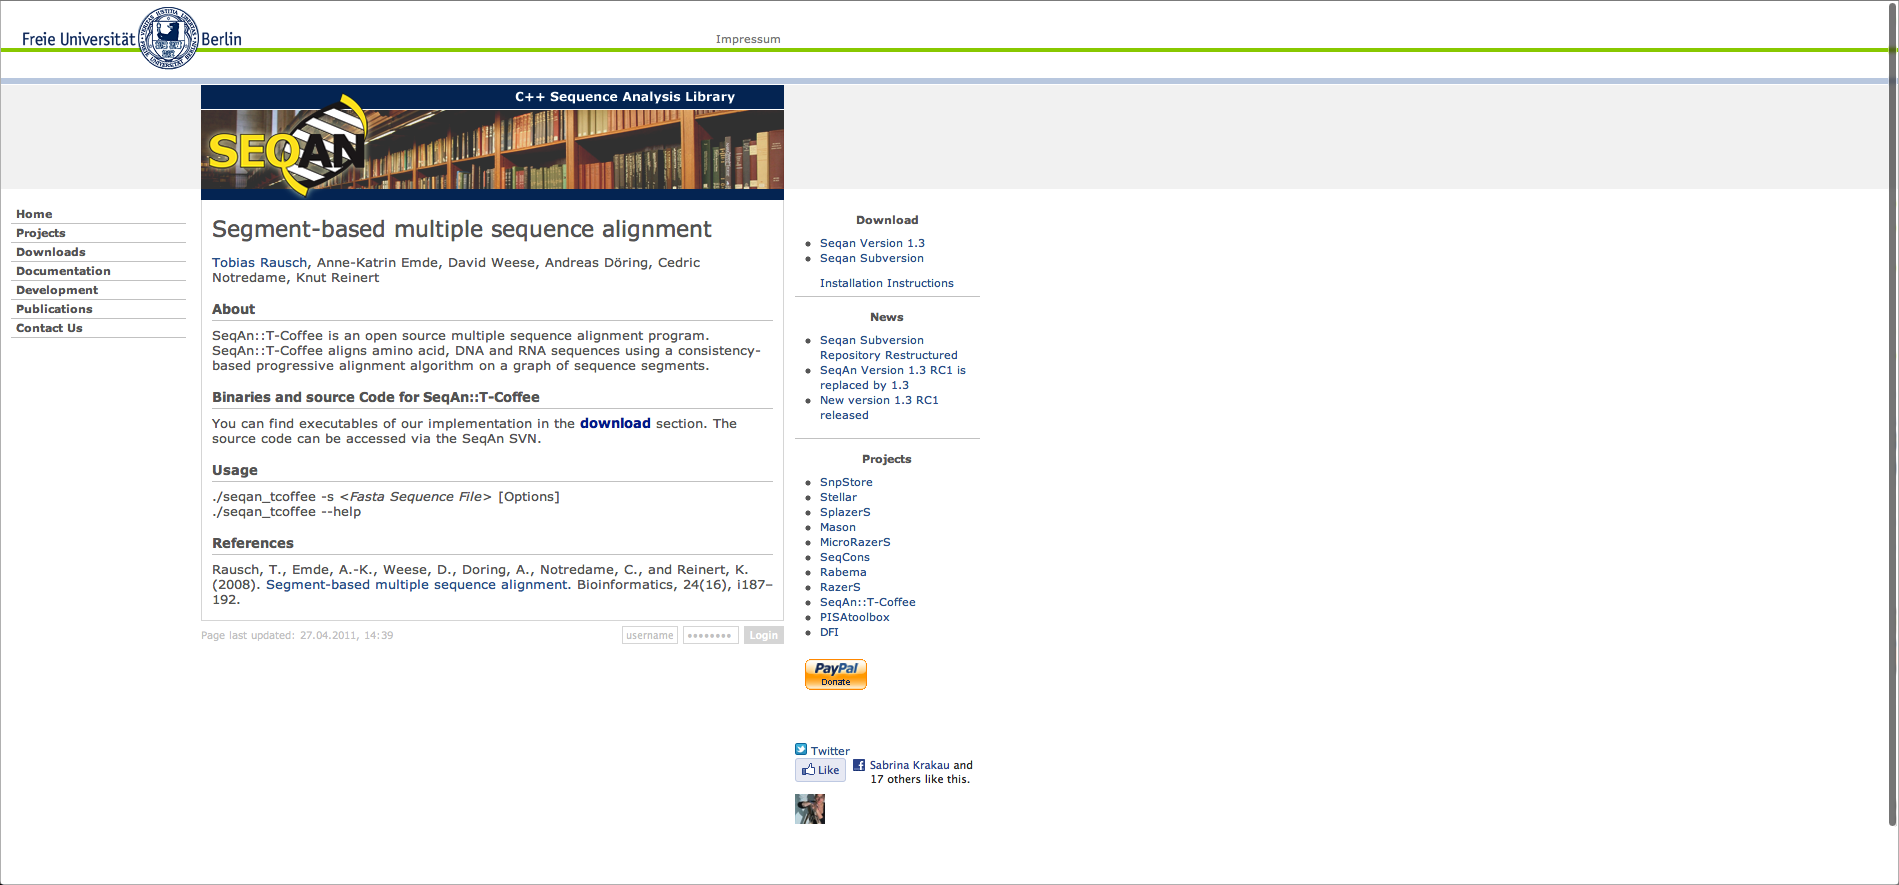 Freie Universität Berlin
Impressum
C++ Sequence Analysis Library
SEQAN
Home
Projects
Downloads
Documentation
Development
Publications
Contact Us
Segment-based multiple sequence alignment
Tobias Rausch, Anne-Katrin Emde, David Weese, Andreas Döring, Cedric
Notredame, Knut Reinert
About
SeqAn::T-Coffee is an open source multiple sequence alignment program.
SeqAn::T-Coffee aligns amino acid, DNA and RNA sequences using a consistency-
based progressive alignment algorithm on a graph of sequence segments.
Binaries and source Code for SeqAn::T-Coffee
You can find executables of our implementation in the download section. The
source code can be accessed via the SeqAn SVN.
Usage
./seqan_tcoffee -s <Fasta Sequence File> [Options]
./seqan_tcoffee --help
References
Rausch, T., Emde, A.-K., Weese, D., Doring, A., Notredame, C., and Reinert, K.
(2008). Segment-based multiple sequence alignment. Bioinformatics, 24(16), i187–
192.
Page last updated: 27.04.2011, 14:39
username
••••••••
Login
Download
Seqan Version 1.3
Seqan Subversion
Installation Instructions
News
Seqan Subversion
Repository Restructured
SeqAn Version 1.3 RC1 is
replaced by 1.3
New version 1.3 RC1
released
Projects
SnpStore
Stellar
SplazerS
Mason
MicroRazerS
SeqCons
Rabema
RazerS
SeqAn::T-Coffee
PISAtoolbox
DFI
PayPal
Donate
Twitter
Like
Sabrina Krakau and
17 others like this.